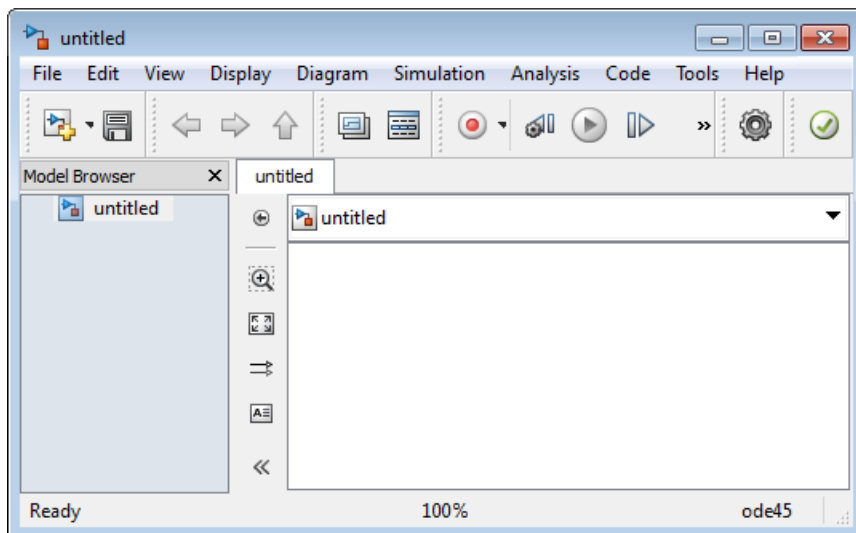 untitled
File Edit View Display Diagram Simulation Analysis Code Tools Help
Model Browser
untitled
untitled
untitled
Ready 100% ode45